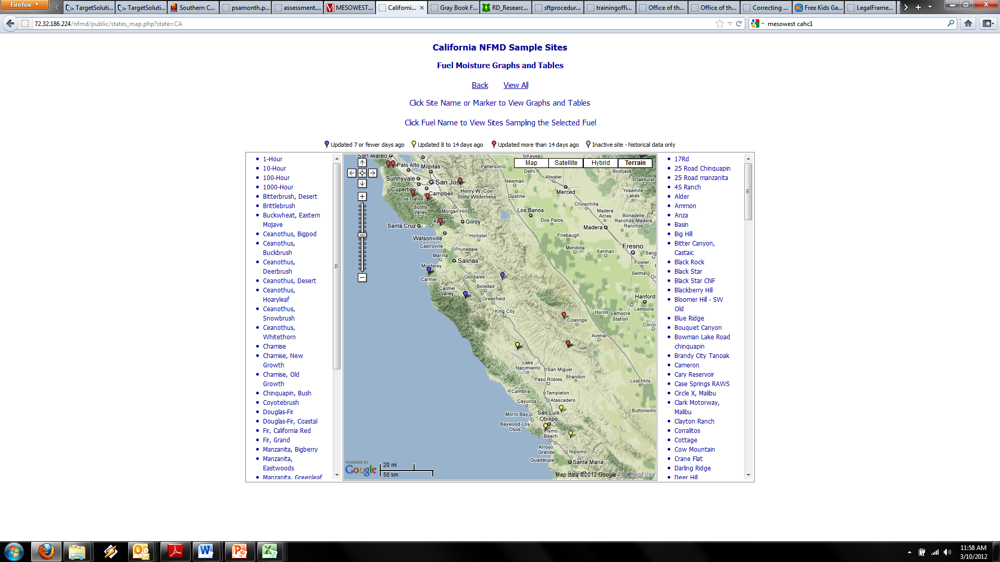 Firefox
TargetSoluti...
TargetSoluti...
Southern C...
psamonth.p...
assessment....
MESOWEST...
Californi...
Gray Book F...
RD_Researc...
sftprocedur...
trainingoffi...
Office of th...
Office of th...
Correcting ...
Free Kids Ga...
LegalFrame...
72.32.186.224/nfmd/public/states_map.php?state=CA
mesowest cahc1
California NFMD Sample Sites
Fuel Moisture Graphs and Tables
Back View All
Click Site Name or Marker to View Graphs and Tables
Click Fuel Name to View Sites Sampling the Selected Fuel
Updated 7 or fewer days ago Updated 8 to 14 days ago Updated more than 14 days ago Inactive site - historical data only
1-Hour
10-Hour
100-Hour
1000-Hour
Bitterbrush, Desert
Brittlebrush
Buckwheat, Eastern
Mojave
Ceanothus, Bigpod
Ceanothus,
Buckbrush
Ceanothus,
Deerbrush
Ceanothus, Desert
Ceanothus,
Hoaryleaf
Ceanothus,
Snowbrush
Ceanothus,
Whitethorn
Chamise
Chamise, New
Growth
Chamise, Old
Growth
Chinquapin, Bush
Coyotebrush
Douglas-Fir
Douglas-Fir, Coastal
Fir, California Red
Fir, Grand
Manzanita, Bigberry
Manzanita,
Eastwoods
Manzanita, Greenleaf
Map Satellite Hybrid Terrain
San Mateo
Palo Alto
Milpitas
Sunnyvale
San Jose
Cupertino
Campbell
Los Gatos
Henry W. Coe
State Wilderness
Scotts
Valley
Morgan Hill
Santa Cruz
Aptos
Gilroy
Watsonville
Hollister
Castroville
Prunedale
Marina
Salinas
Monterey
Carmel
Gonzales
Carmel
Valley
Soledad
Greenfield
King City
Patterson
Keyes
Delhi
Newman
Gustine
Atwater
Merced
Bootjack
Oakhurst
Yosemite
Lakes
Chowchilla
Los Banos
Madera
Acres
Bonadelle
Ranchos-Madera
Ranchos
Dos Palos
Madera
Firebaugh
Mendota
Kerman
Fresno
Sang
Fowler
Selma
Di
Hanford
Huron
Lemoore
Station
Lemoore
Coalinga
Corco
Avenal
Lake
Nacimiento
San Miguel
Paso Robles
Shandon
Lost Hills
Cambria
Templeton
Cayucos
Atascadero
Buttonwillo
Morro Bay
San Luis
Obispo
Baywood-Los
Osos
Pismo
Beach
Arroyo
Grande
Nipomo
Guadalupe
Santa Maria
Orcutt
POWERED BY
Google
20 mi
50 km
Map data ©2012 Google - Terms of Use
17Rd
25 Road Chinquapin
25 Road manzanita
4S Ranch
Alder
Ammon
Anza
Basin
Big Hill
Bitter Canyon,
Castaic
Black Rock
Black Star
Black Star CNF
Blackberry Hill
Bloomer Hill - SW
Old
Blue Ridge
Bouquet Canyon
Bowman Lake Road
chinquapin
Brandy City Tanoak
Cameron
Cary Reservoir
Case Springs RAWS
Circle X, Malibu
Clark Motorway,
Malibu
Clayton Ranch
Corralitos
Cottage
Cow Mountain
Crane Flat
Darling Ridge
Deer Hill
11:58 AM
3/10/2012